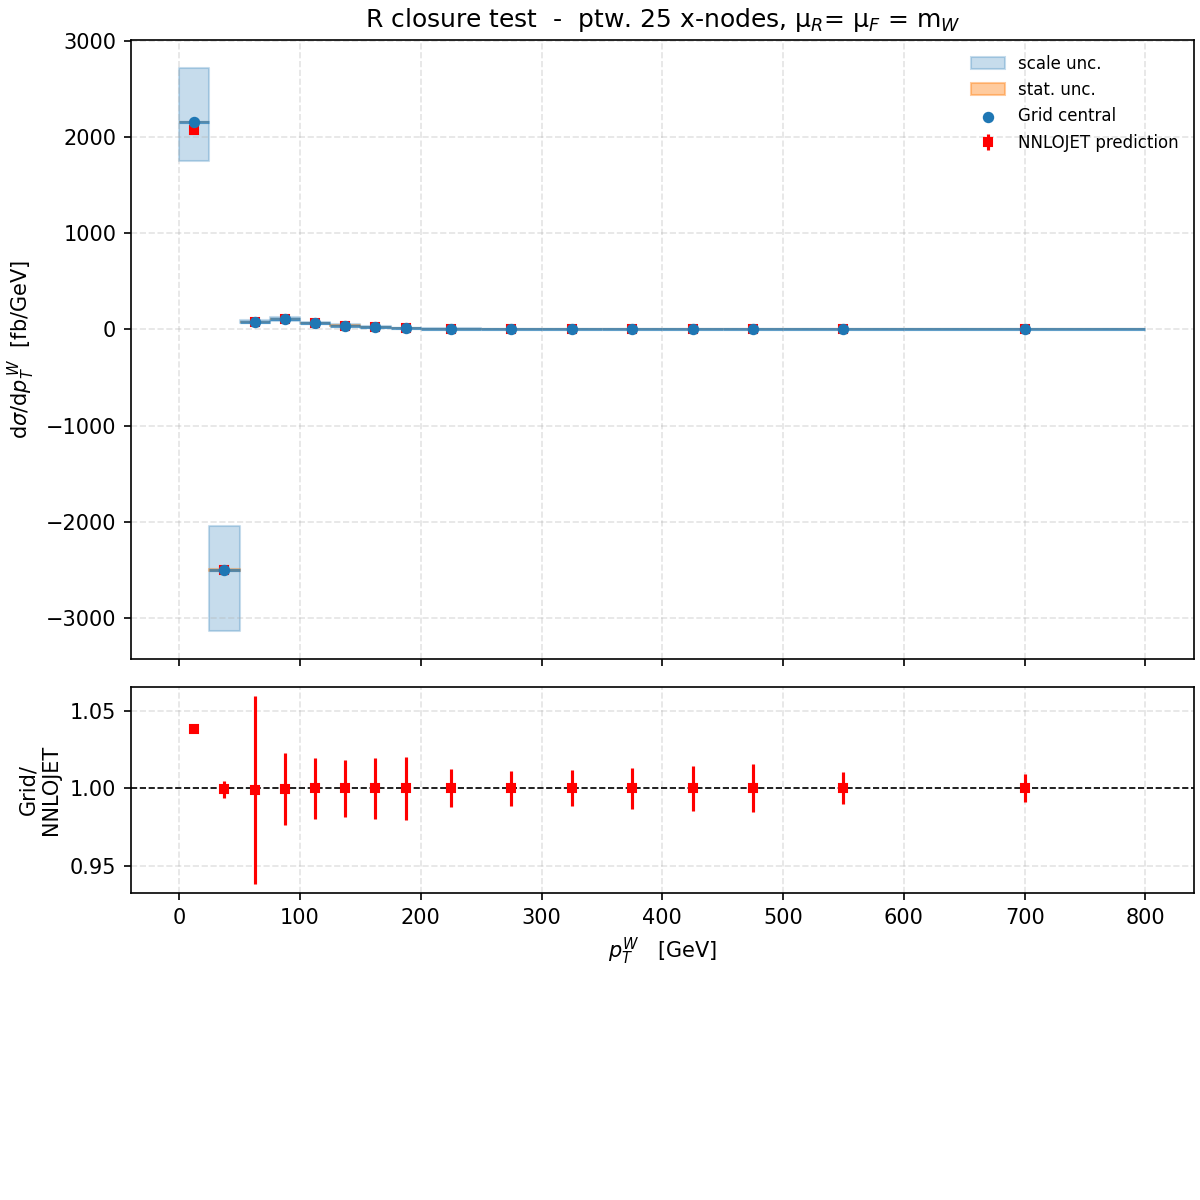 R closure test  -  ptw. 25 x-nodes, μR= μF = mW
3000
2000
1000
0
−1000
−2000
−3000
dσ/dpTW [fb/GeV]
scale unc.
stat. unc.
Grid central
NNLOJET prediction
1.05
1.00
0.95
Grid/
NNLOJET
0 100 200 300 400 500 600 700 800
pTW [GeV]